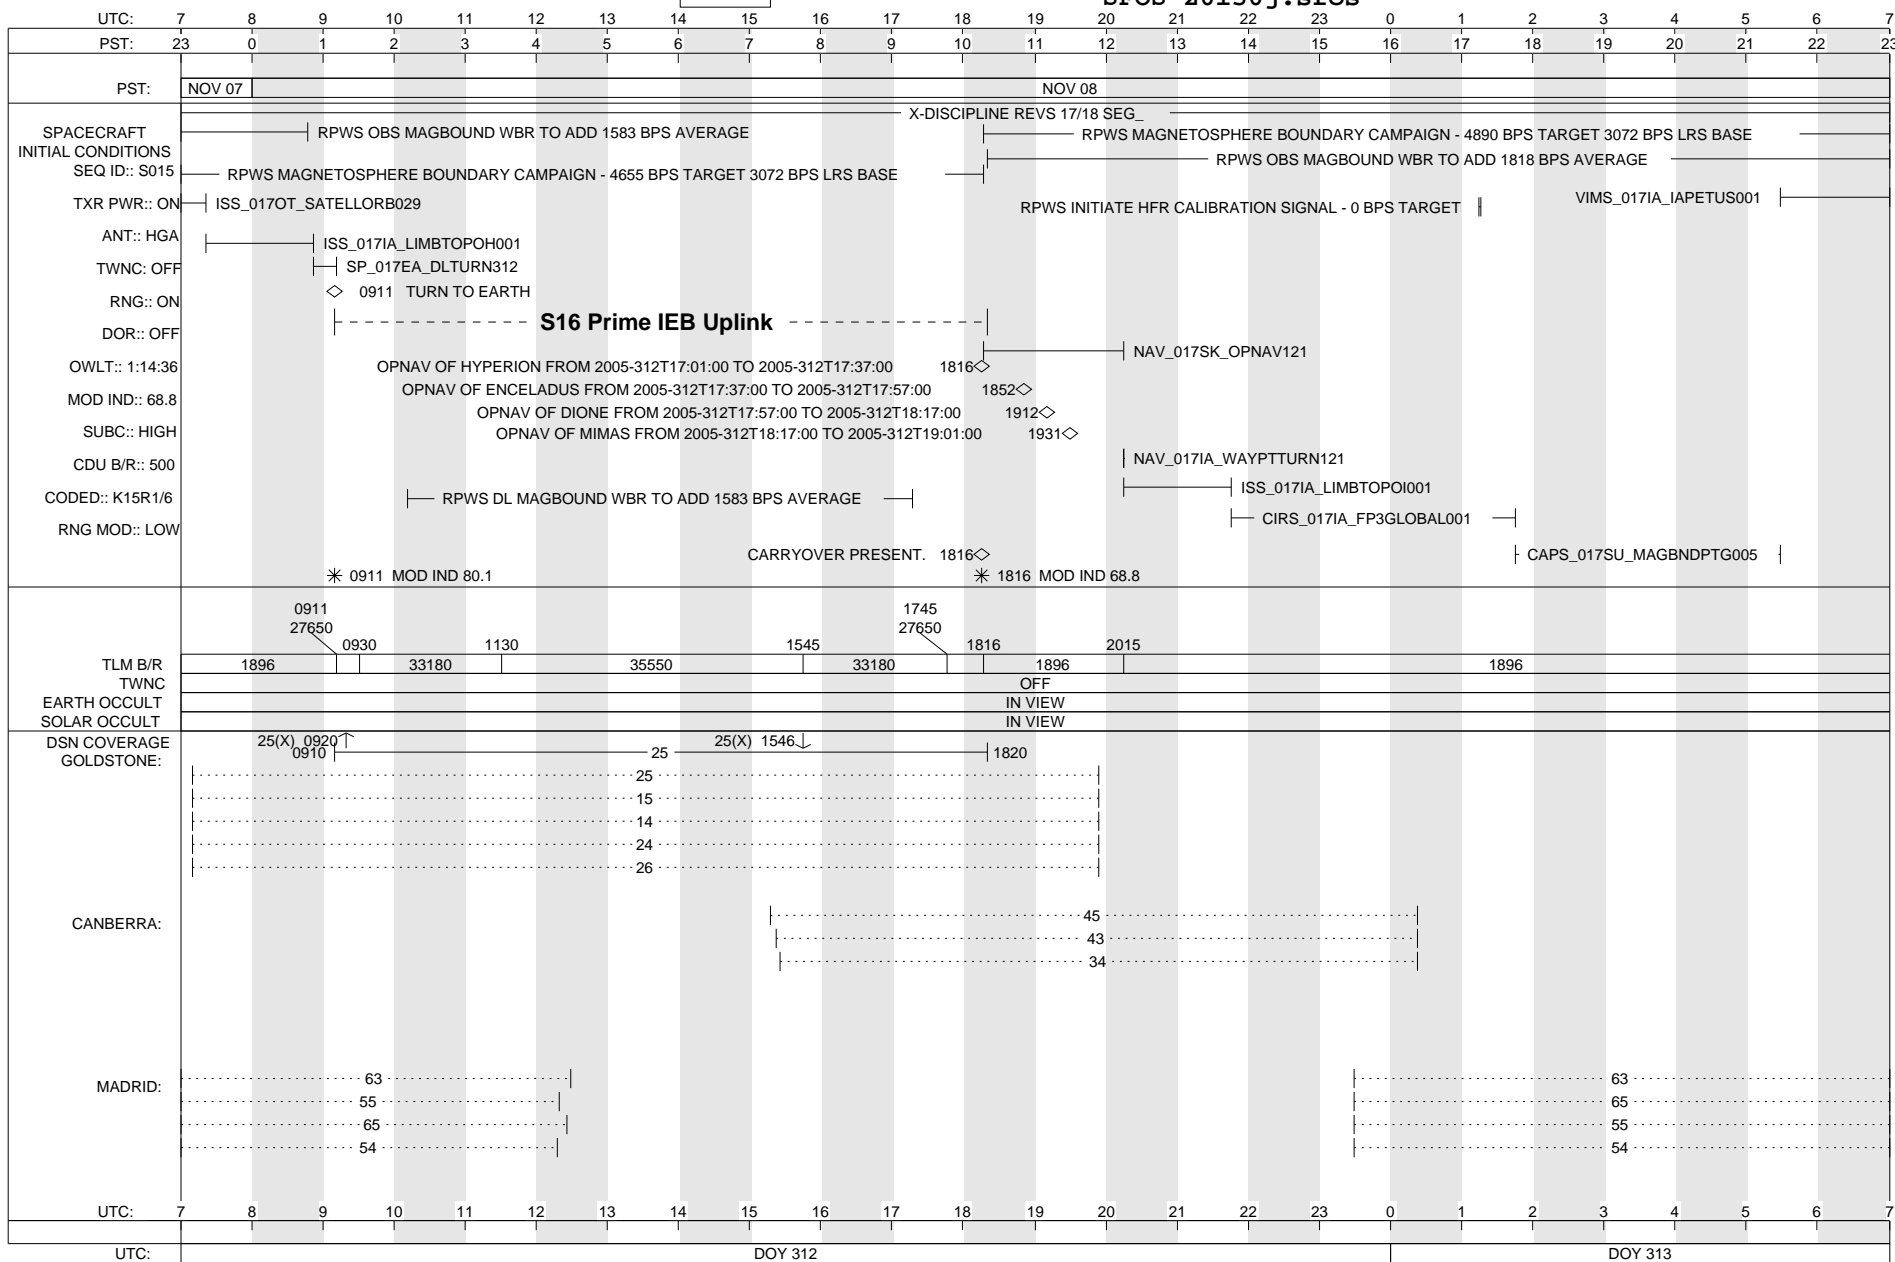 UTC: 7 8 9 10 11 12 13 14 15 16 17 18 19 20 21 22 23 0 1 2 3 4 5 6 7
PST: 23 0 1 2 3 4 5 6 7 8 9 10 11 12 13 14 15 16 17 18 19 20 21 22 23
PST: NOV 07 NOV 08
X-DISCIPLINE REVS 17/18 SEG_
SPACECRAFT RPWS OBS MAGBOUND WBR TO ADD 1583 BPS AVERAGE RPWS MAGNETOSPHERE BOUNDARY CAMPAIGN - 4890 BPS TARGET 3072 BPS LRS BASE
INITIAL CONDITIONS RPWS OBS MAGBOUND WBR TO ADD 1818 BPS AVERAGE
SEQ ID:: S015 RPWS MAGNETOSPHERE BOUNDARY CAMPAIGN - 4655 BPS TARGET 3072 BPS LRS BASE
VIMS_017IA_IAPETUS001
TXR PWR:: ON ISS_017OT_SATELLORB029 RPWS INITIATE HFR CALIBRATION SIGNAL - 0 BPS TARGET
ANT:: HGA ISS_017IA_LIMBTOPOH001
TWNC: OFF SP_017EA_DLTURN312
RNG:: ON 0911 TURN TO EARTH
S16 Prime IEB Uplink
DOR:: OFF
NAV_017SK_OPNAV121
OWLT:: 1:14:36 OPNAV OF HYPERION FROM 2005-312T17:01:00 TO 2005-312T17:37:00 1816
OPNAV OF ENCELADUS FROM 2005-312T17:37:00 TO 2005-312T17:57:00 1852
MOD IND:: 68.8
OPNAV OF DIONE FROM 2005-312T17:57:00 TO 2005-312T18:17:00 1912
SUBC:: HIGH OPNAV OF MIMAS FROM 2005-312T18:17:00 TO 2005-312T19:01:00 1931
CDU B/R:: 500 NAV_017IA_WAYPTTURN121
ISS_017IA_LIMBTOPOI001
CODED:: K15R1/6 RPWS DL MAGBOUND WBR TO ADD 1583 BPS AVERAGE
CIRS_017IA_FP3GLOBAL001
RNG MOD:: LOW
CARRYOVER PRESENT. 1816 CAPS_017SU_MAGBNDPTG005
0911 MOD IND 80.1 1816 MOD IND 68.8
0911 1745
27650 27650
0930 1130 1545 1816 2015
TLM B/R 1896 33180 35550 33180 1896 1896
TWNC OFF
EARTH OCCULT IN VIEW
SOLAR OCCULT IN VIEW
DSN COVERAGE 25(X) 0920 25(X) 1546
GOLDSTONE: 0910 25 1820
25
15
14
24
26
CANBERRA: 45
43
34
MADRID: 63 63
55 65
65 55
54 54
UTC: 7 8 9 10 11 12 13 14 15 16 17 18 19 20 21 22 23 0 1 2 3 4 5 6 7
UTC: DOY 312 DOY 313